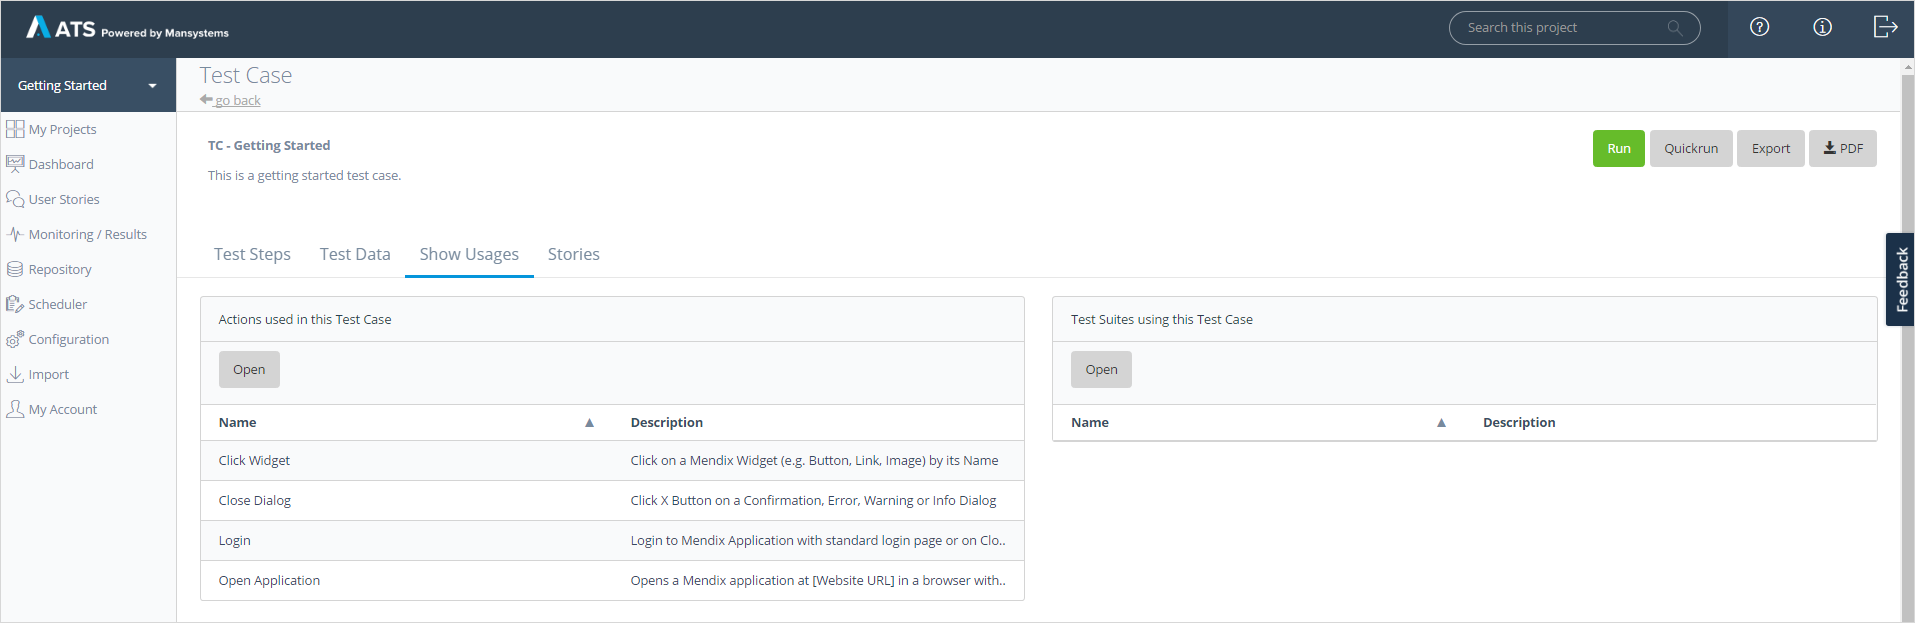 ATS Powered by Mansystems
Search this project
Getting Started
My Projects
Dashboard
User Stories
Monitoring / Results
Repository
Scheduler
Configuration
Import
My Account
Test Case
go back
TC - Getting Started
This is a getting started test case.
Run Quickrun Export PDF
Test Steps Test Data Show Usages Stories
Feedback
Actions used in this Test Case
Open
Name Description
Click Widget Click on a Mendix Widget (e.g. Button, Link, Image) by its Name
Close Dialog Click X Button on a Confirmation, Error, Warning or Info Dialog
Login Login to Mendix Application with standard login page or on Clo..
Open Application Opens a Mendix application at [Website URL] in a browser with..
Test Suites using this Test Case
Open
Name Description